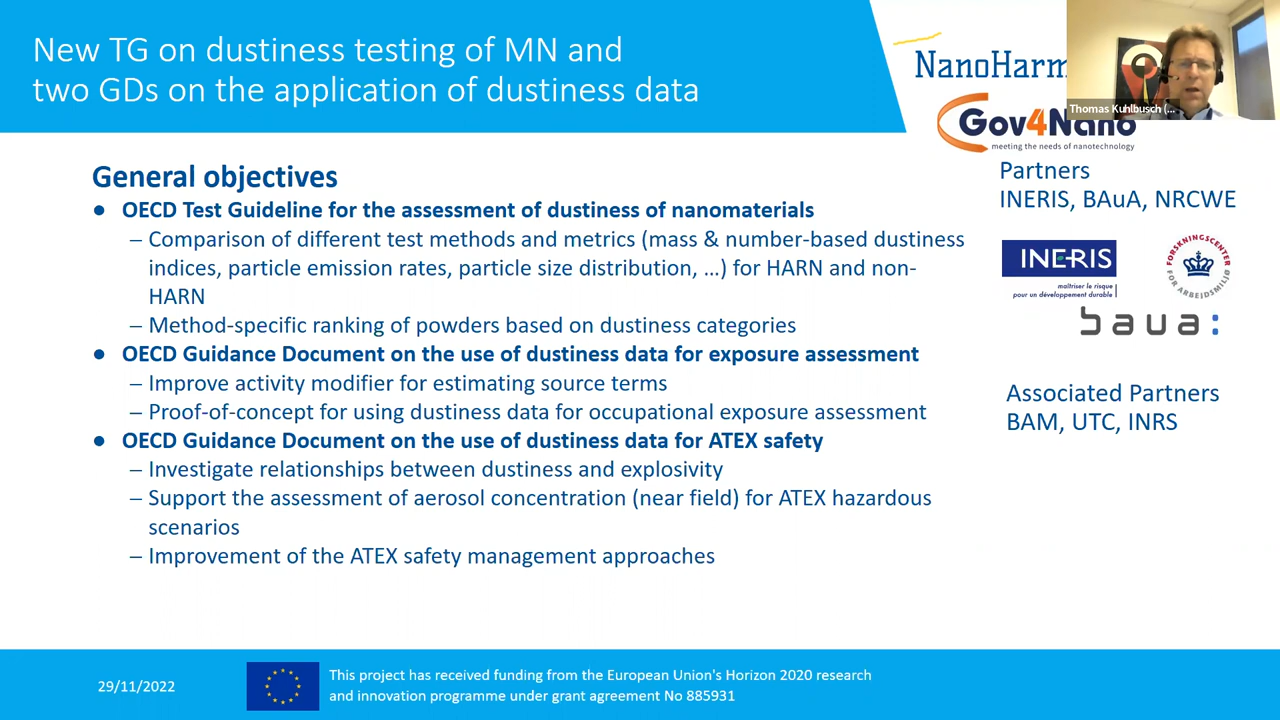 New TG on dustiness testing of MN and
two GDs on the application of dustiness data
NanoHarm
Thomas Kuhlbusch (...
Gov4Nano
meeting the needs of nanotechnology
General objectives
● OECD Test Guideline for the assessment of dustiness of nanomaterials
– Comparison of different test methods and metrics (mass & number-based dustiness
indices, particle emission rates, particle size distribution, …) for HARN and non-
HARN
– Method-specific ranking of powders based on dustiness categories
● OECD Guidance Document on the use of dustiness data for exposure assessment
– Improve activity modifier for estimating source terms
– Proof-of-concept for using dustiness data for occupational exposure assessment
● OECD Guidance Document on the use of dustiness data for ATEX safety
– Investigate relationships between dustiness and explosivity
– Support the assessment of aerosol concentration (near field) for ATEX hazardous
scenarios
– Improvement of the ATEX safety management approaches
Partners
INERIS, BAuA, NRCWE
INERIS
maîtriser le risque
pour un développement durable
FORSKNINGSCENTER
FOR ARBEJDSMILJØ
baua:
Associated Partners
BAM, UTC, INRS
29/11/2022
This project has received funding from the European Union's Horizon 2020 research
and innovation programme under grant agreement No 885931